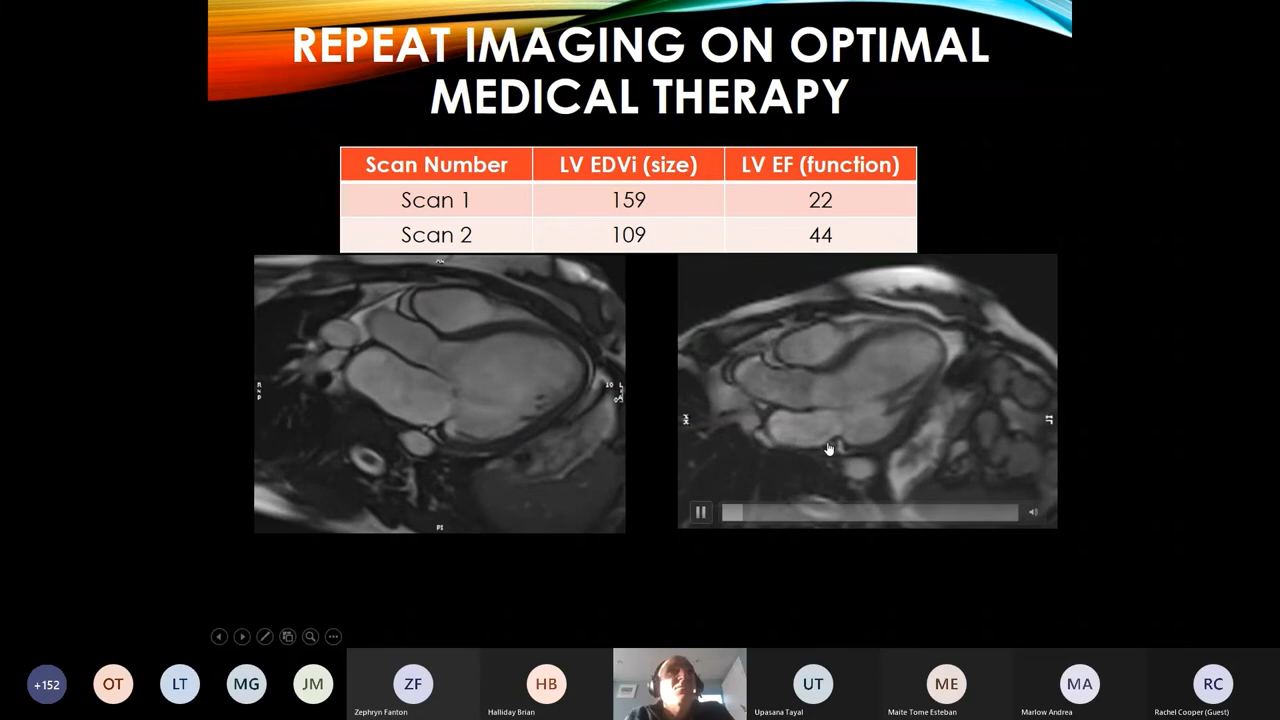 REPEAT IMAGING ON OPTIMAL
MEDICAL THERAPY
Scan Number LV EDVi (size) LV EF (function)
Scan 1 159 22
Scan 2 109 44
PI
+152 OT LT MG JM ZF HB UT ME MA RC
Zephryn Fanton Halliday Brian Upasana Tayal Maite Tome Esteban Marlow Andrea Rachel Cooper (Guest)